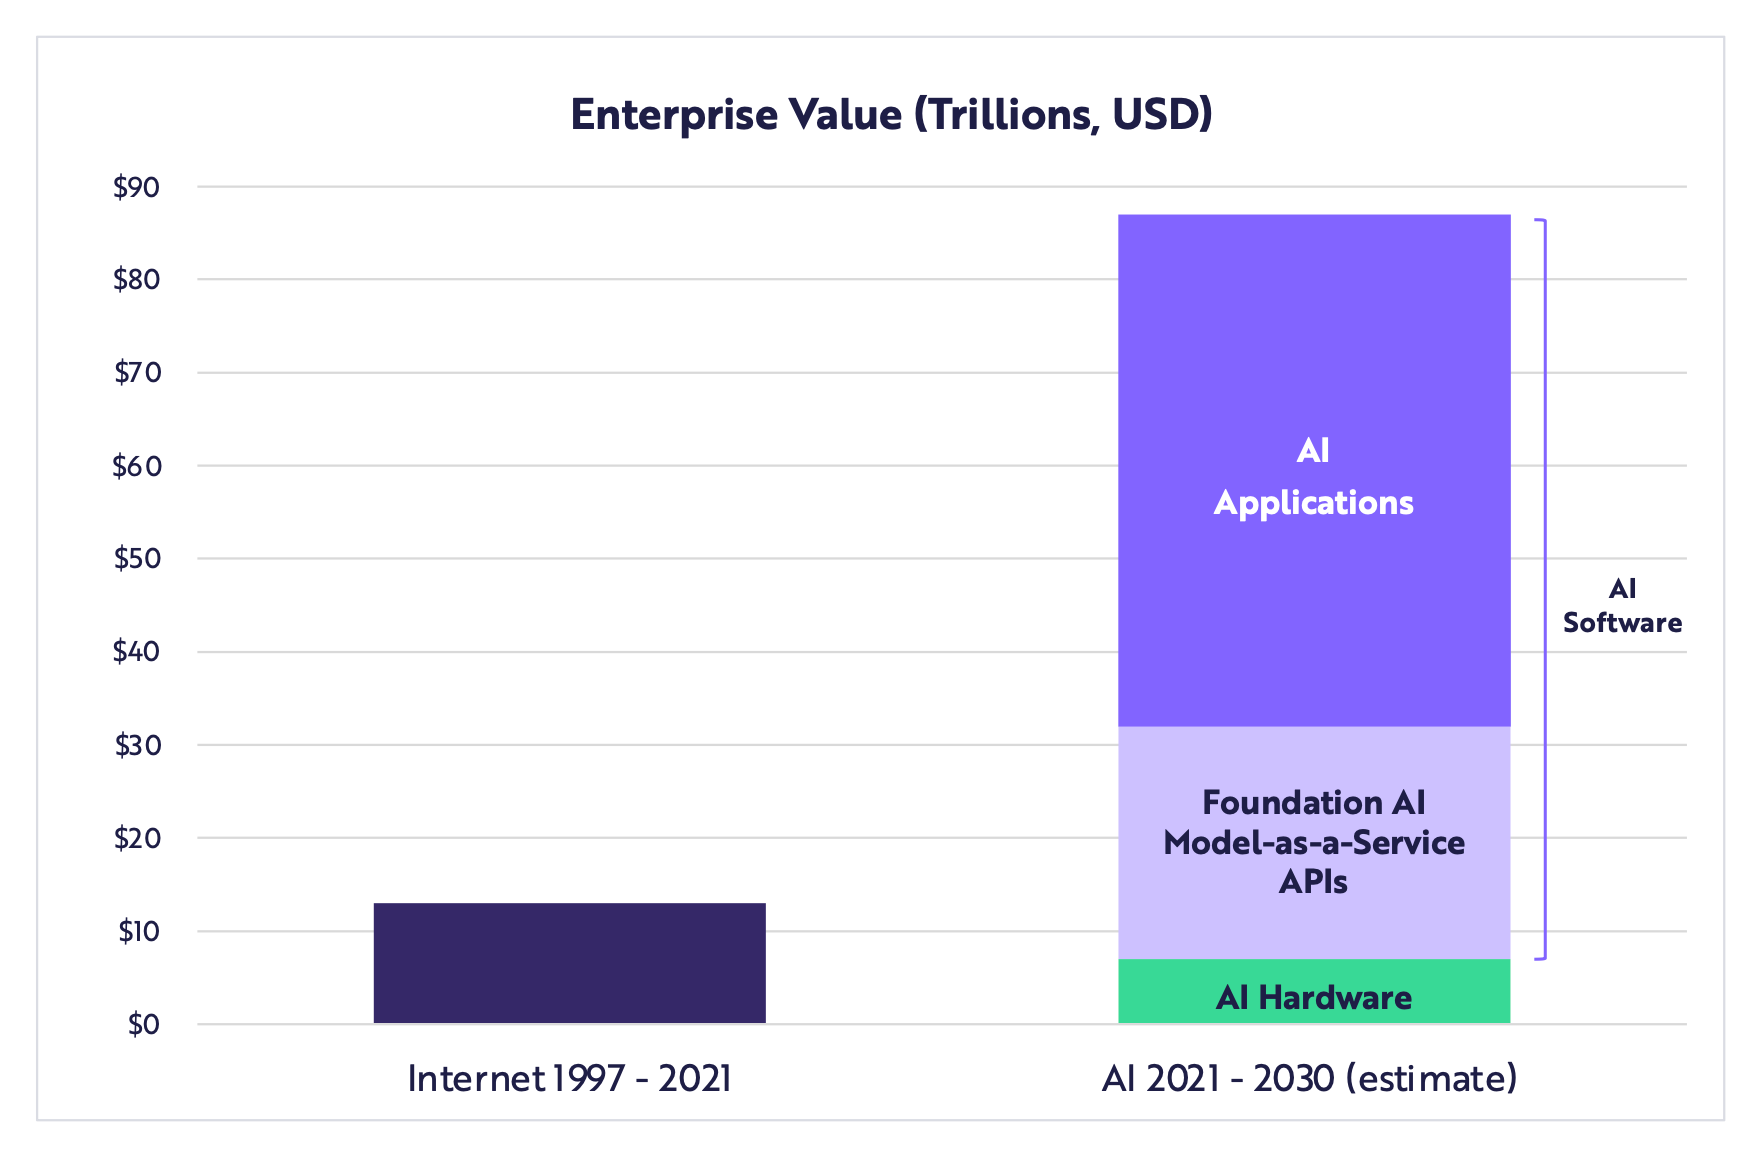 Enterprise Value (Trillions, USD)
$90
$80
$70
$60
$50
$40
$30
$20
$10
$0
AI
Applications
Foundation AI
Model-as-a-Service
APIs
AI Hardware
AI
Software
Internet 1997 - 2021
AI 2021 - 2030 (estimate)